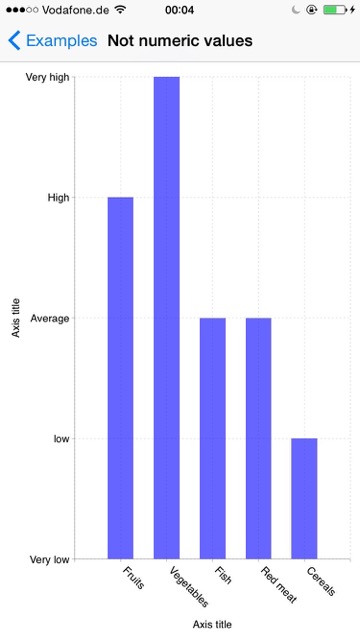 Vodafone.de 00:04
Examples Not numeric values
Very high
High
Average
low
Very low
Axis title
Fruits
Vegetables
Fish
Red meat
Cereals
Axis title